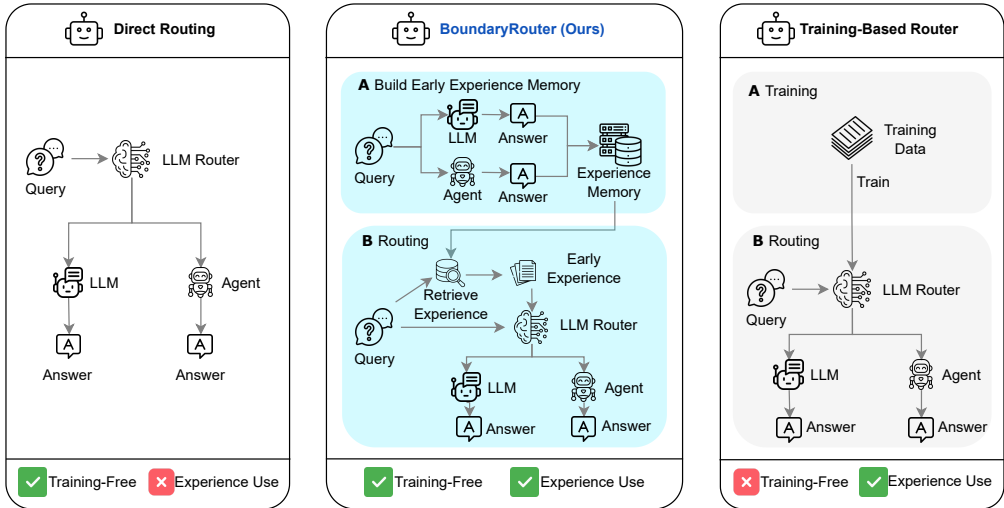 Direct Routing
Query
LLM Router
LLM
Agent
Answer
Answer
Training-Free
Experience Use
BoundaryRouter (Ours)
A Build Early Experience Memory
Query
LLM
Agent
A
Answer
A
Answer
Experience
Memory
B Routing
Retrieve
Experience
Early
Experience
Query
LLM Router
LLM
Agent
A
Answer
A
Answer
Training-Free
Experience Use
Training-Based Router
A Training
Training
Data
Train
B Routing
Query
LLM Router
LLM
Agent
A
Answer
A
Answer
Training-Free
Experience Use